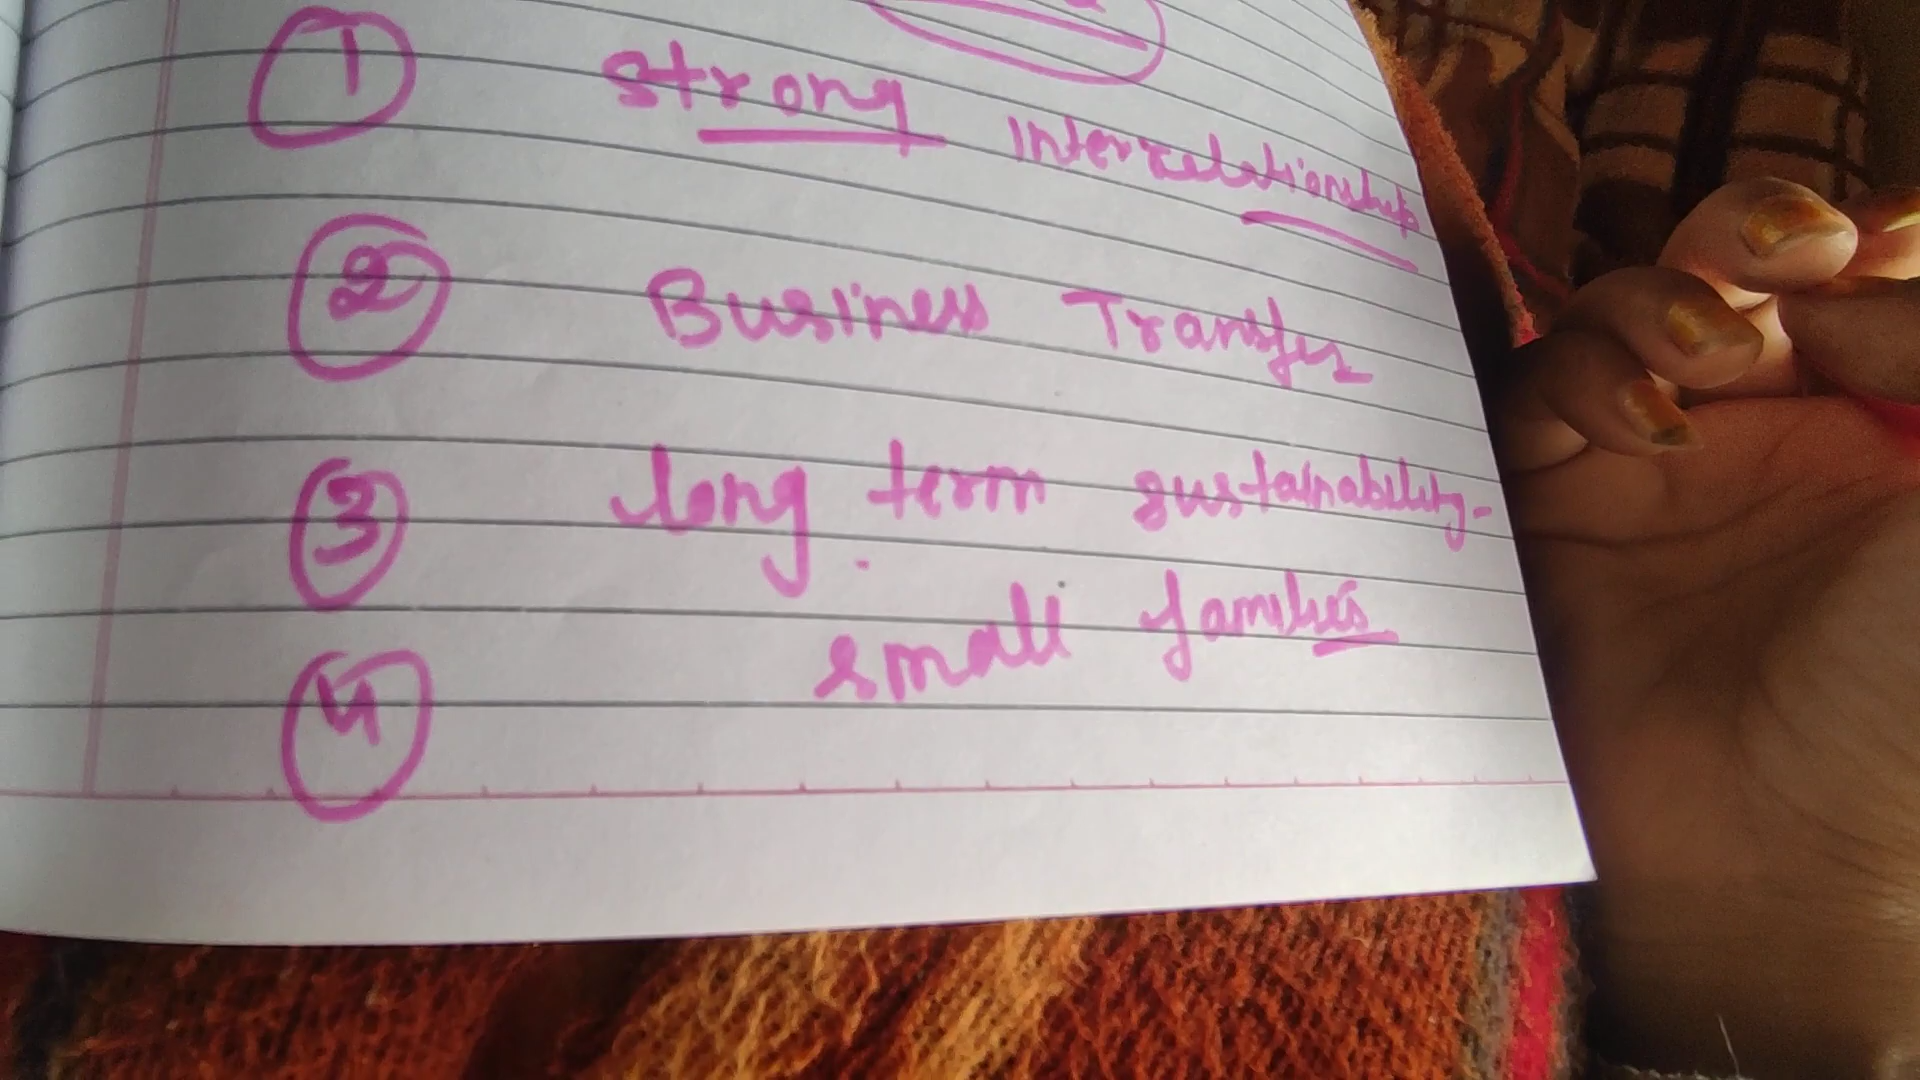 ① Strong Interrelationship
② Business Transfer
③ long term sustainability-
④ small families